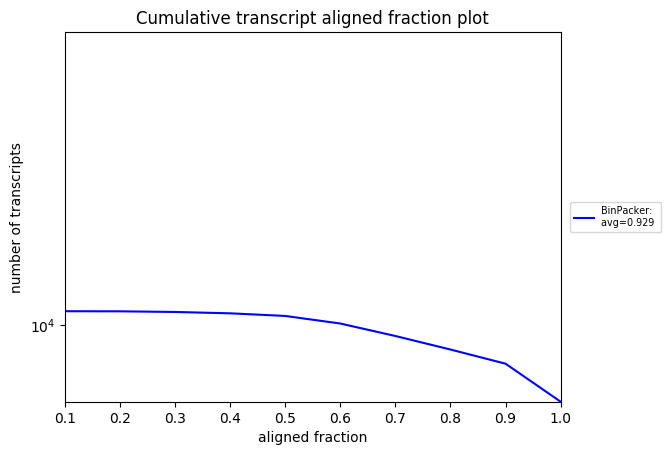 Cumulative transcript aligned fraction plot
number of transcripts
10^4
BinPacker:
avg=0.929
0.1 0.2 0.3 0.4 0.5 0.6 0.7 0.8 0.9 1.0
aligned fraction